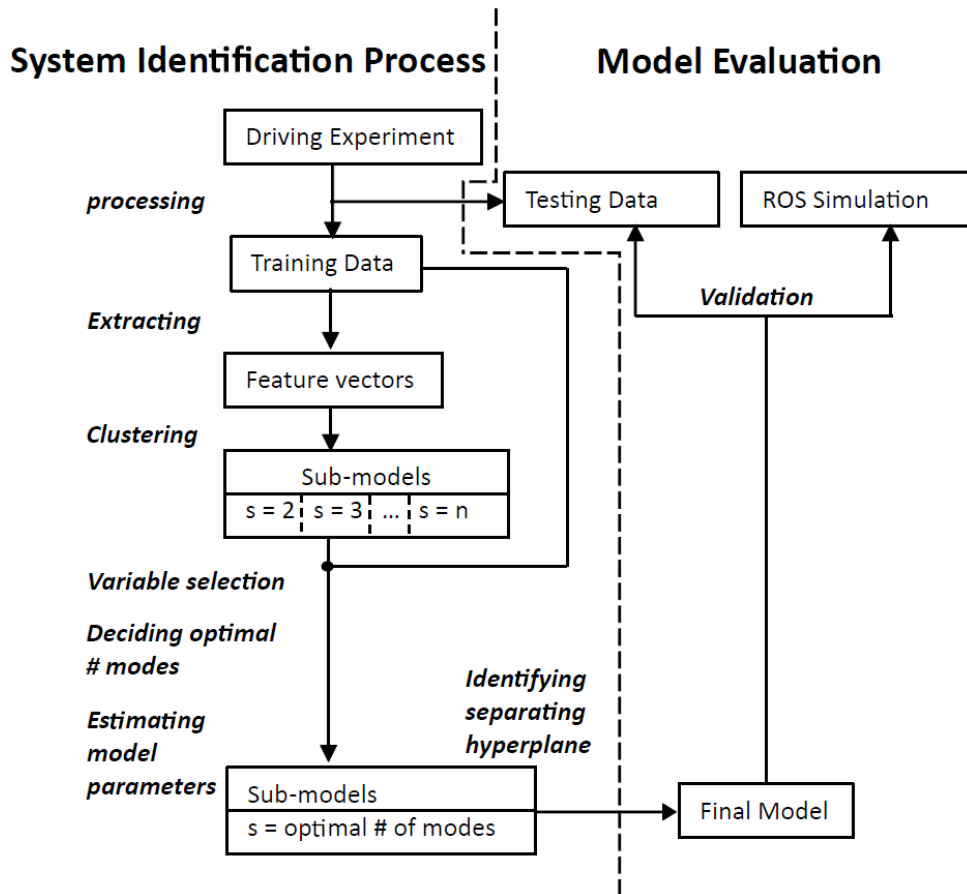 System Identification Process
Model Evaluation
Driving Experiment
processing
Testing Data
ROS Simulation
Training Data
Validation
Extracting
Feature vectors
Clustering
Sub-models
s = 2 s = 3 ... s = n
Variable selection
Deciding optimal
# modes
Identifying
separating
hyperplane
Estimating
model
parameters
Sub-models
s = optimal # of modes
Final Model